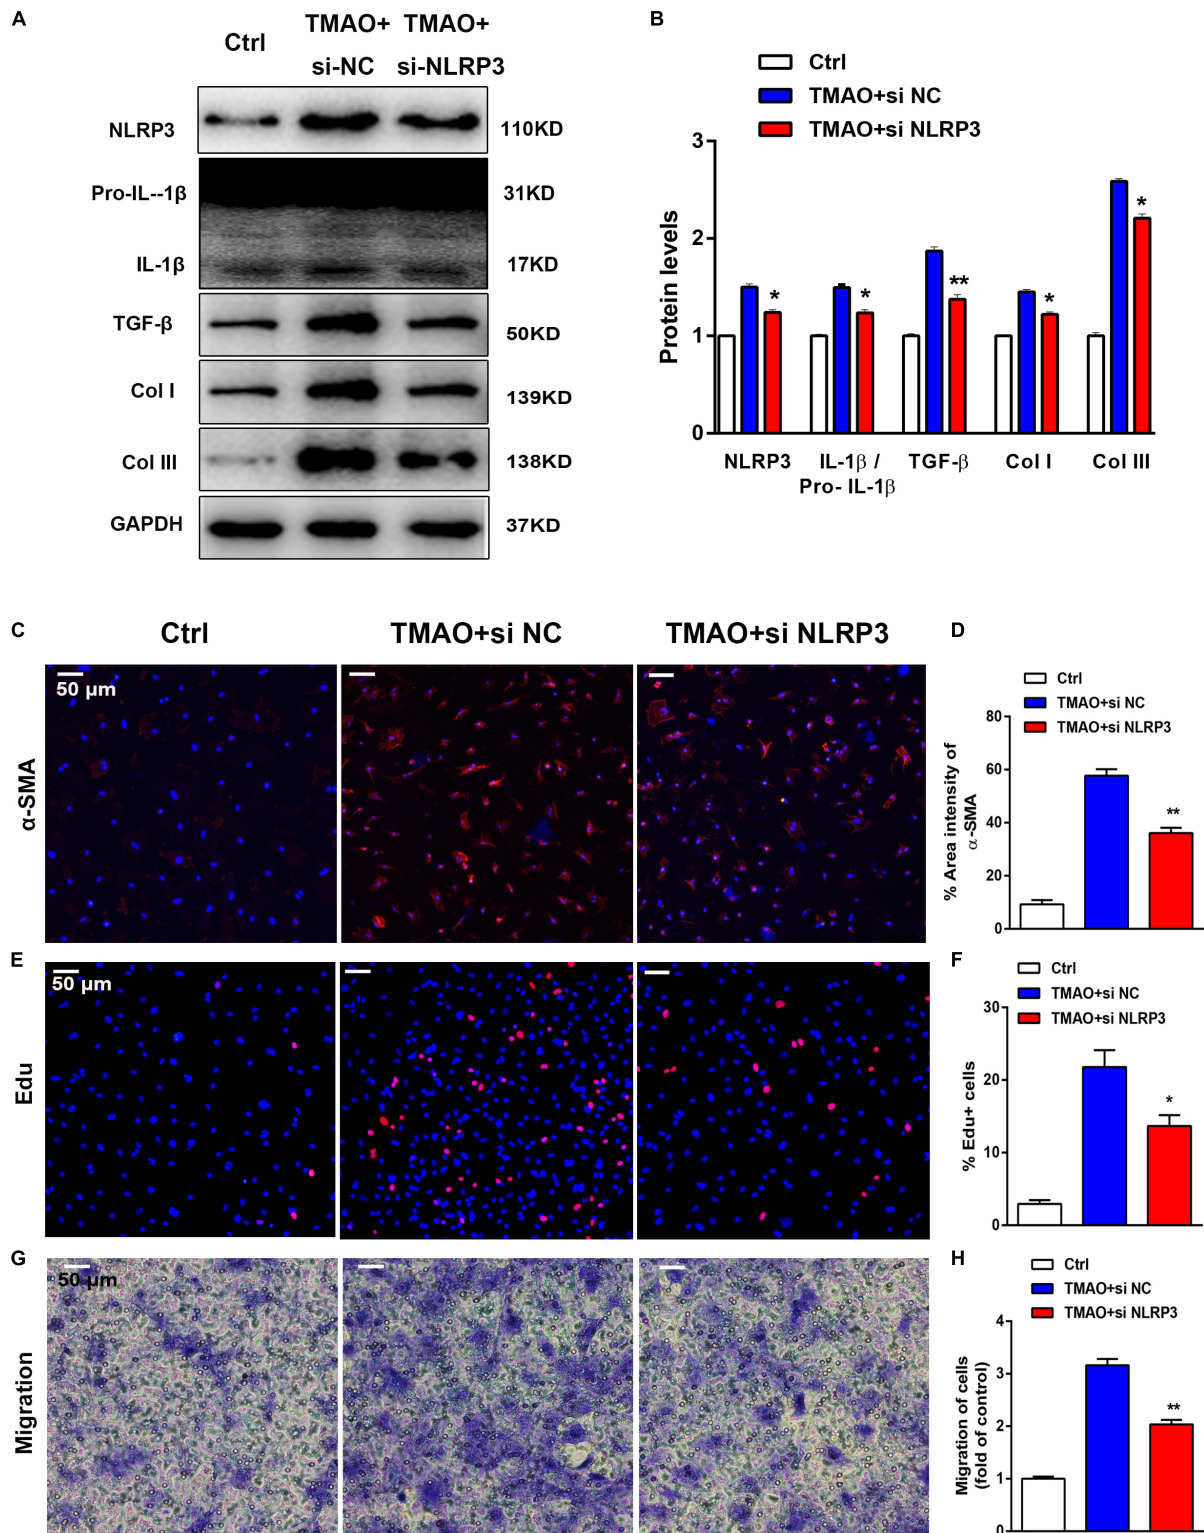 A
Ctrl
TMAO+
si-NC
TMAO+
si-NLRP3
NLRP3
110KD
Pro-IL--1β
31KD
IL-1β
17KD
TGF-β
50KD
Col I
139KD
Col III
138KD
GAPDH
37KD
B
Ctrl
TMAO+si NC
TMAO+si NLRP3
Protein levels
3
2
1
0
*
*
**
*
*
NLRP3
IL-1β /
Pro- IL-1β
TGF-β
Col I
Col III
C
Ctrl
TMAO+si NC
TMAO+si NLRP3
α-SMA
50 µm
D
Ctrl
TMAO+si NC
TMAO+si NLRP3
% Area intensity of
α-SMA
80
60
40
20
0
**
E
Edu
50 µm
F
Ctrl
TMAO+si NC
TMAO+si NLRP3
% Edu+ cells
30
20
10
0
*
G
Migration
50 µm
H
Ctrl
TMAO+si NC
TMAO+si NLRP3
Migration of cells
(fold of control)
4
3
2
1
0
**